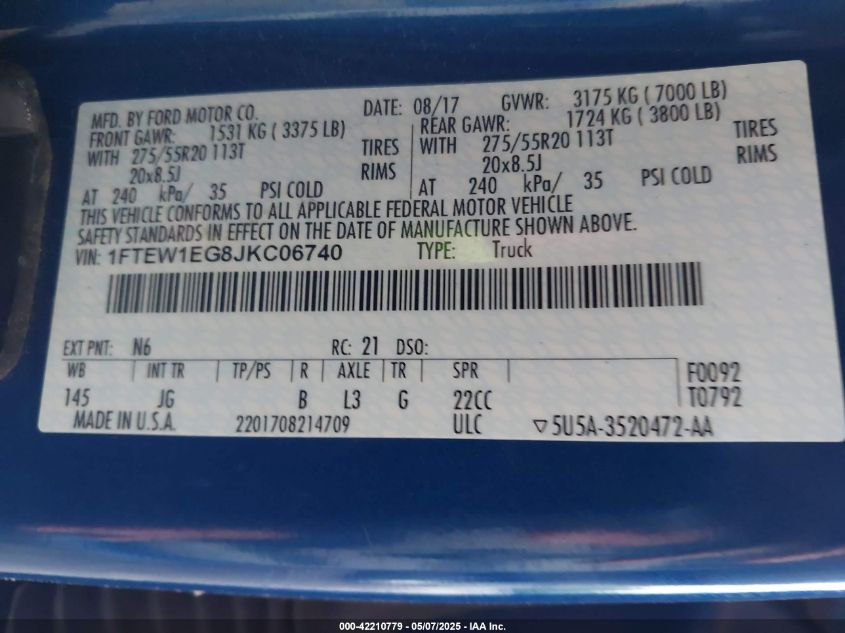 MFD. BY FORD MOTOR CO. DATE: 08/17 GVWR: 3175 KG ( 7000 LB)
FRONT GAWR: 1531 KG ( 3375 LB) REAR GAWR: 1724 KG ( 3800 LB)
WITH 275/55R20 113T TIRES WITH 275/55R20 113T TIRES
20x8.5J RIMS 20x8.5J RIMS
AT 240 kPa/ 35 PSI COLD AT 240 kPa/ 35 PSI COLD
THIS VEHICLE CONFORMS TO ALL APPLICABLE FEDERAL MOTOR VEHICLE
SAFETY STANDARDS IN EFFECT ON THE DATE OF MANUFACTURE SHOWN ABOVE.
VIN: 1FTEW1EG8JKC06740 TYPE: Truck
EXT PNT: N6 RC: 21 DSO:
WB INT TR TP/PS R AXLE TR SPR F0092
145 JG B L3 G 22CC T0792
MADE IN U.S.A. 2201708214709 ULC ▽5U5A-3520472-AA
000-42210779 — 05/07/2025 - IAA Inc.